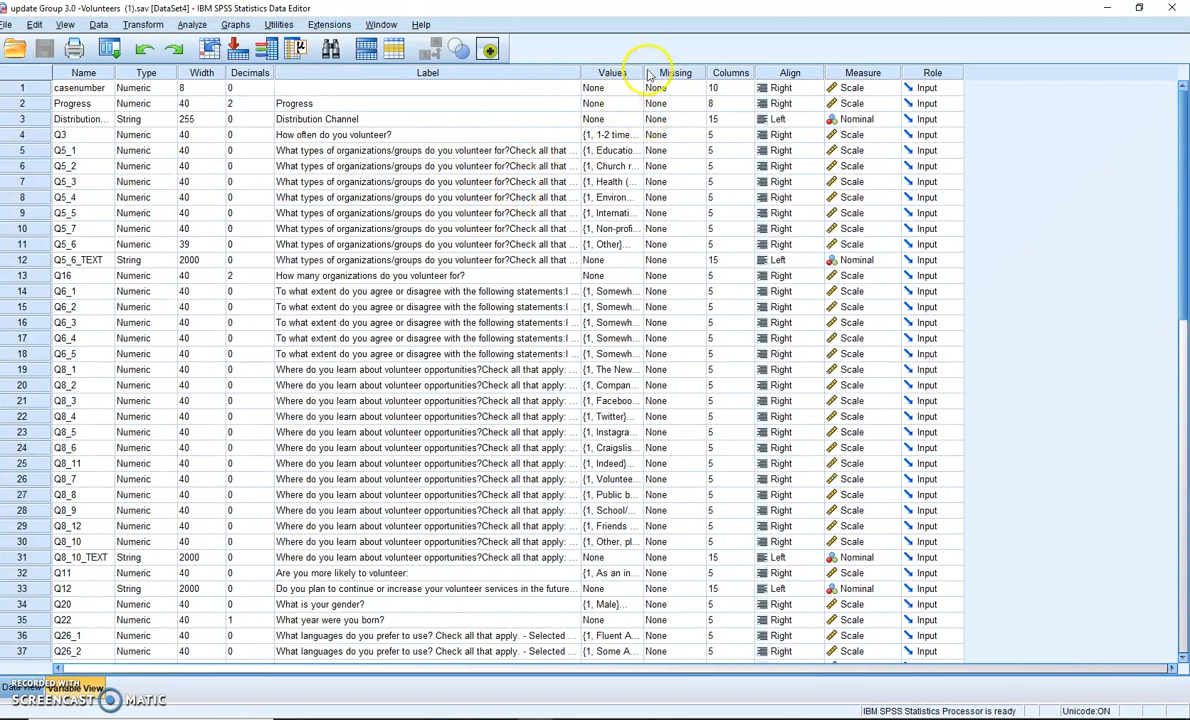 update Group 3.0 -Volunteers (1).sav [DataSet4] - IBM SPSS Statistics Data Editor
File Edit View Data Transform Analyze Graphs Utilities Extensions Window Help
Name Type Width Decimals Label Values Missing Columns Align Measure Role
1 casenumber Numeric 8 0 None None 10 Right Scale Input
2 Progress Numeric 40 2 Progress None None 8 Right Scale Input
3 Distribution... String 255 0 Distribution Channel None None 15 Left Nominal Input
4 Q3 Numeric 40 0 How often do you volunteer? {1, 1-2 time... None 5 Right Scale Input
5 Q5_1 Numeric 40 0 What types of organizations/groups do you volunteer for?Check all that ... {1, Educatio... None 5 Right Scale Input
6 Q5_2 Numeric 40 0 What types of organizations/groups do you volunteer for?Check all that ... {1, Church r... None 5 Right Scale Input
7 Q5_3 Numeric 40 0 What types of organizations/groups do you volunteer for?Check all that ... {1, Health (... None 5 Right Scale Input
8 Q5_4 Numeric 40 0 What types of organizations/groups do you volunteer for?Check all that ... {1, Environ... None 5 Right Scale Input
9 Q5_5 Numeric 40 0 What types of organizations/groups do you volunteer for?Check all that ... {1, Internati... None 5 Right Scale Input
10 Q5_7 Numeric 40 0 What types of organizations/groups do you volunteer for?Check all that ... {1, Non-profi... None 5 Right Scale Input
11 Q5_6 Numeric 39 0 What types of organizations/groups do you volunteer for?Check all that ... {1, Other}... None 5 Right Scale Input
12 Q5_6_TEXT String 2000 0 What types of organizations/groups do you volunteer for?Check all that ... None None 15 Left Nominal Input
13 Q16 Numeric 40 2 How many organizations do you volunteer for? None None 5 Right Scale Input
14 Q6_1 Numeric 40 0 To what extent do you agree or disagree with the following statements:I ... {1, Somewh... None 5 Right Scale Input
15 Q6_2 Numeric 40 0 To what extent do you agree or disagree with the following statements:I ... {1, Somewh... None 5 Right Scale Input
16 Q6_3 Numeric 40 0 To what extent do you agree or disagree with the following statements:I ... {1, Somewh... None 5 Right Scale Input
17 Q6_4 Numeric 40 0 To what extent do you agree or disagree with the following statements:I ... {1, Somewh... None 5 Right Scale Input
18 Q6_5 Numeric 40 0 To what extent do you agree or disagree with the following statements:I ... {1, Somewh... None 5 Right Scale Input
19 Q8_1 Numeric 40 0 Where do you learn about volunteer opportunities?Check all that apply: ... {1, The New... None 5 Right Scale Input
20 Q8_2 Numeric 40 0 Where do you learn about volunteer opportunities?Check all that apply: ... {1, Compan... None 5 Right Scale Input
21 Q8_3 Numeric 40 0 Where do you learn about volunteer opportunities?Check all that apply: ... {1, Faceboo... None 5 Right Scale Input
22 Q8_4 Numeric 40 0 Where do you learn about volunteer opportunities?Check all that apply: ... {1, Twitter}... None 5 Right Scale Input
23 Q8_5 Numeric 40 0 Where do you learn about volunteer opportunities?Check all that apply: ... {1, Instagra... None 5 Right Scale Input
24 Q8_6 Numeric 40 0 Where do you learn about volunteer opportunities?Check all that apply: ... {1, Craigslis... None 5 Right Scale Input
25 Q8_11 Numeric 40 0 Where do you learn about volunteer opportunities?Check all that apply: ... {1, Indeed}... None 5 Right Scale Input
26 Q8_7 Numeric 40 0 Where do you learn about volunteer opportunities?Check all that apply: ... {1, Voluntee... None 5 Right Scale Input
27 Q8_8 Numeric 40 0 Where do you learn about volunteer opportunities?Check all that apply: ... {1, Public b... None 5 Right Scale Input
28 Q8_9 Numeric 40 0 Where do you learn about volunteer opportunities?Check all that apply: ... {1, School/... None 5 Right Scale Input
29 Q8_12 Numeric 40 0 Where do you learn about volunteer opportunities?Check all that apply: ... {1, Friends ... None 5 Right Scale Input
30 Q8_10 Numeric 40 0 Where do you learn about volunteer opportunities?Check all that apply: ... {1, Other, pl... None 5 Right Scale Input
31 Q8_10_TEXT String 2000 0 Where do you learn about volunteer opportunities?Check all that apply: ... None None 15 Left Nominal Input
32 Q11 Numeric 40 0 Are you more likely to volunteer: {1, As an in... None 5 Right Scale Input
33 Q12 String 2000 0 Do you plan to continue or increase your volunteer services in the future... None None 15 Left Nominal Input
34 Q20 Numeric 40 0 What is your gender? {1, Male}... None 5 Right Scale Input
35 Q22 Numeric 40 1 What year were you born? None None 5 Right Scale Input
36 Q26_1 Numeric 40 0 What languages do you prefer to use? Check all that apply. - Selected ... {1, Fluent A... None 5 Right Scale Input
37 Q26_2 Numeric 40 0 What languages do you prefer to use? Check all that apply. - Selected ... {1, Some A... None 5 Right Scale Input
Data View Variable View
RECORDED WITH
SCREENCAST MATIC
IBM SPSS Statistics Processor is ready Unicode:ON